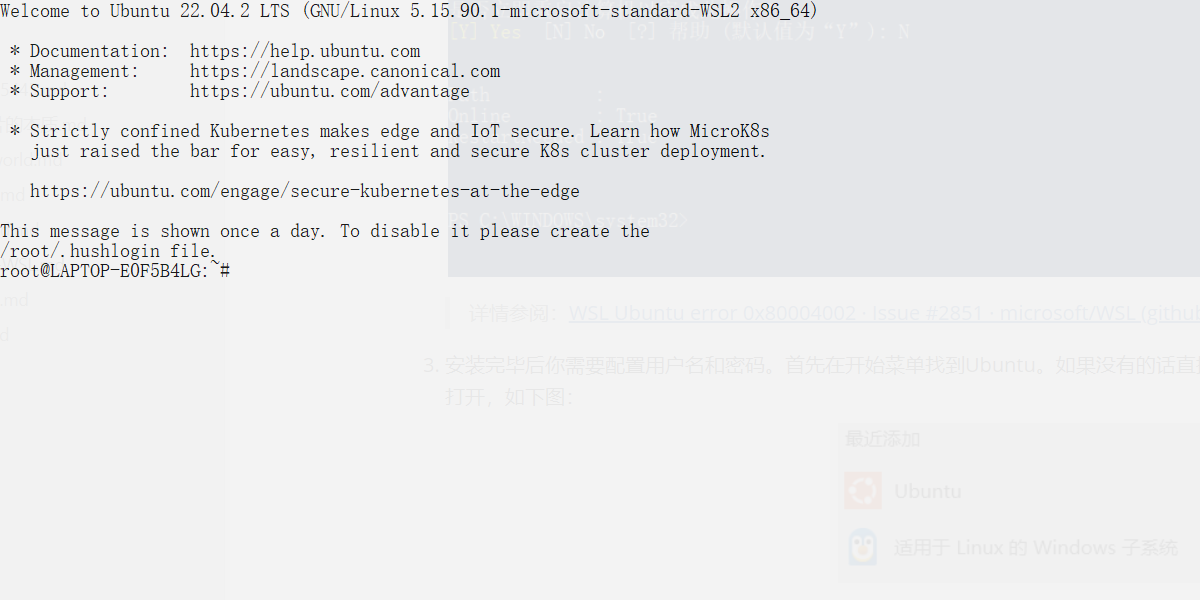 Welcome to Ubuntu 22.04.2 LTS (GNU/Linux 5.15.90.1-microsoft-standard-WSL2 x86_64)
* Documentation: https://help.ubuntu.com
* Management: https://landscape.canonical.com
* Support: https://ubuntu.com/advantage
* Strictly confined Kubernetes makes edge and IoT secure. Learn how MicroK8s
just raised the bar for easy, resilient and secure K8s cluster deployment.
https://ubuntu.com/engage/secure-kubernetes-at-the-edge
This message is shown once a day. To disable it please create the
/root/.hushlogin file.
root@LAPTOP-E0F5B4LG:~#
[Y] Yes [N] No [?] 帮助 (默认值为“Y”): N
Online : True
PS C:\WINDOWS\system32>
详情参阅：WSL Ubuntu error 0x80004002 · Issue #2851 · microsoft/WSL (github
3. 安装完毕后你需要配置用户名和密码。首先在开始菜单找到Ubuntu。如果没有的话直
打开，如下图：
最近添加
Ubuntu
适用于 Linux 的 Windows 子系统